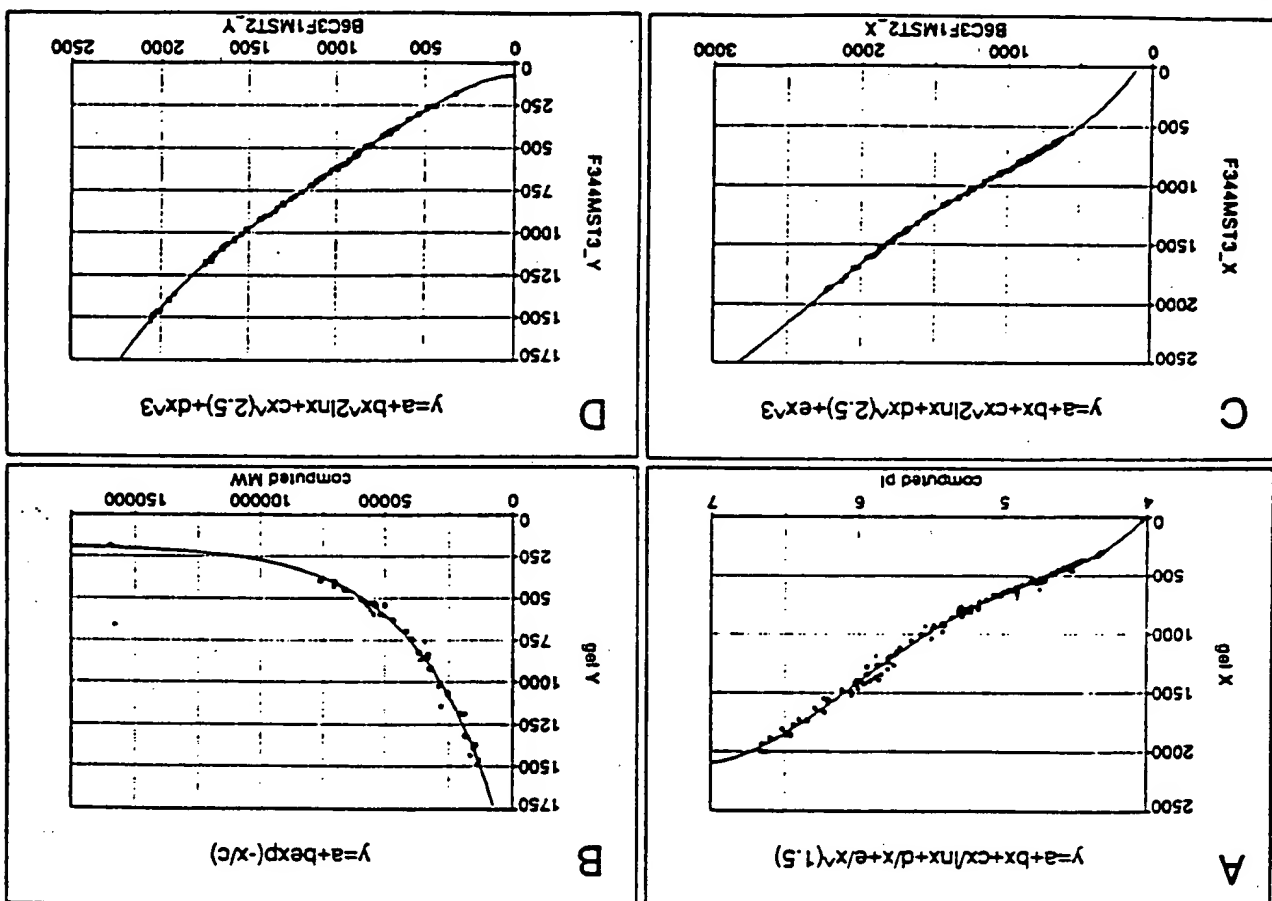 A
y=a+bx+cx/lnx+d/x+e/x^(1.5)
gel X
2500
2000
1500
1000
500
0
4 5 6 7
computed pI
B
y=a+bexp(-x/c)
gel Y
1750
1500
1250
1000
750
500
250
0
0 50000 100000 150000
computed MW
C
y=a+bx+cx^2lnx+dx^(2.5)+ex^3
F344MST3_X
2500
2000
1500
1000
500
0
0 1000 2000 3000
B6C3F1MST2_X
D
y=a+bx^2lnx+cx^(2.5)+dx^3
F344MST3_Y
1750
1500
1250
1000
750
500
250
0
0 500 1000 1500 2000 2500
B6C3F1MST2_Y